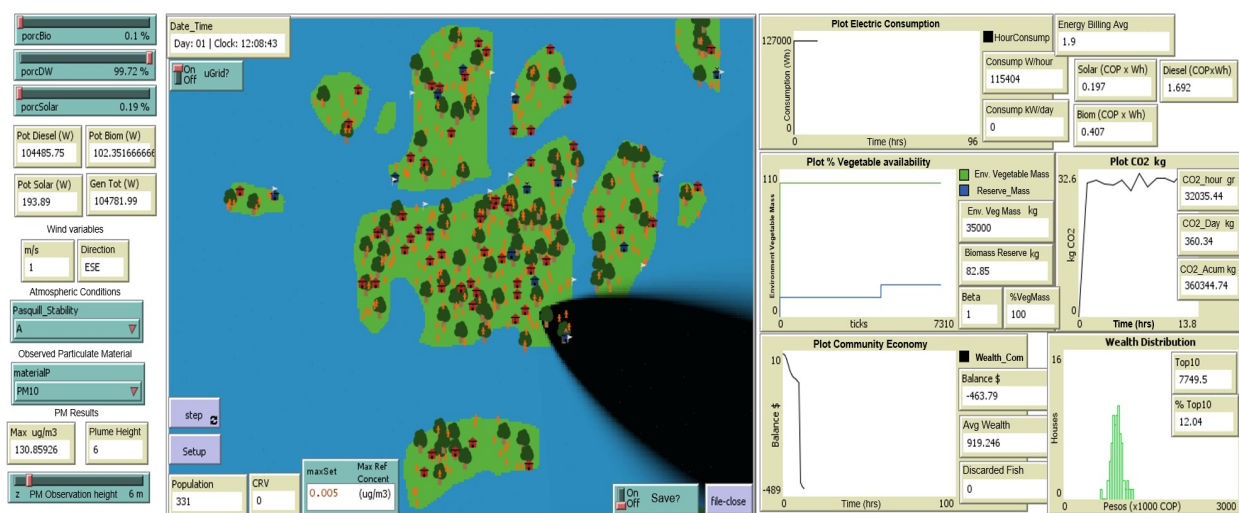 porcBio 0.1 %
porcDW 99.72 %
porcSolar 0.19 %
Pot Diesel (W)
104485.75
Pot Biom (W)
102.351666666
Pot Solar (W)
193.89
Gen Tot (W)
104781.99
Wind variables
m/s
1
Direction
ESE
Atmospheric Conditions
Pasquill_Stability
A
Observed Particulate Material
materialP
PM10
PM Results
Max ug/m3
130.85926
Plume Height
6
z PM Observation height 6 m
Date_Time
Day: 01 | Clock: 12:08:43
On
Off
uGrid?
step
Setup
Population
331
CRV
0
maxSet
0.005
Max Ref
Concent
(ug/m3)
On
Off
Save?
file-close
Plot Electric Consumption
127000
Consumption (Wh)
0
0
Time (hrs)
96
HourConsump
Consump W/hour
115404
Consump kW/day
0
Energy Billing Avg
1.9
Solar (COP x Wh)
0.197
Diesel (COPxWh)
1.692
Biom (COP x Wh)
0.407
Plot % Vegetable availability
110
Environment Vegetable Mass
0
0
ticks
7310
Env. Vegetable Mass
Reserve_Mass
Env. Veg Mass kg
35000
Biomass Reserve kg
82.85
Beta
1
%VegMass
100
Plot CO2 kg
32.6
kg CO2
0
0
Time (hrs)
13.8
CO2_hour gr
32035.44
CO2_Day kg
360.34
CO2_Acum kg
360344.74
Plot Community Economy
10
Balance $
-489
0
Time (hrs)
100
Wealth_Com
Balance $
-463.79
Avg Wealth
919.246
Discarded Fish
0
Wealth Distribution
16
Houses
0
0
Pesos (x1000 COP)
3000
Top10
7749.5
% Top10
12.04